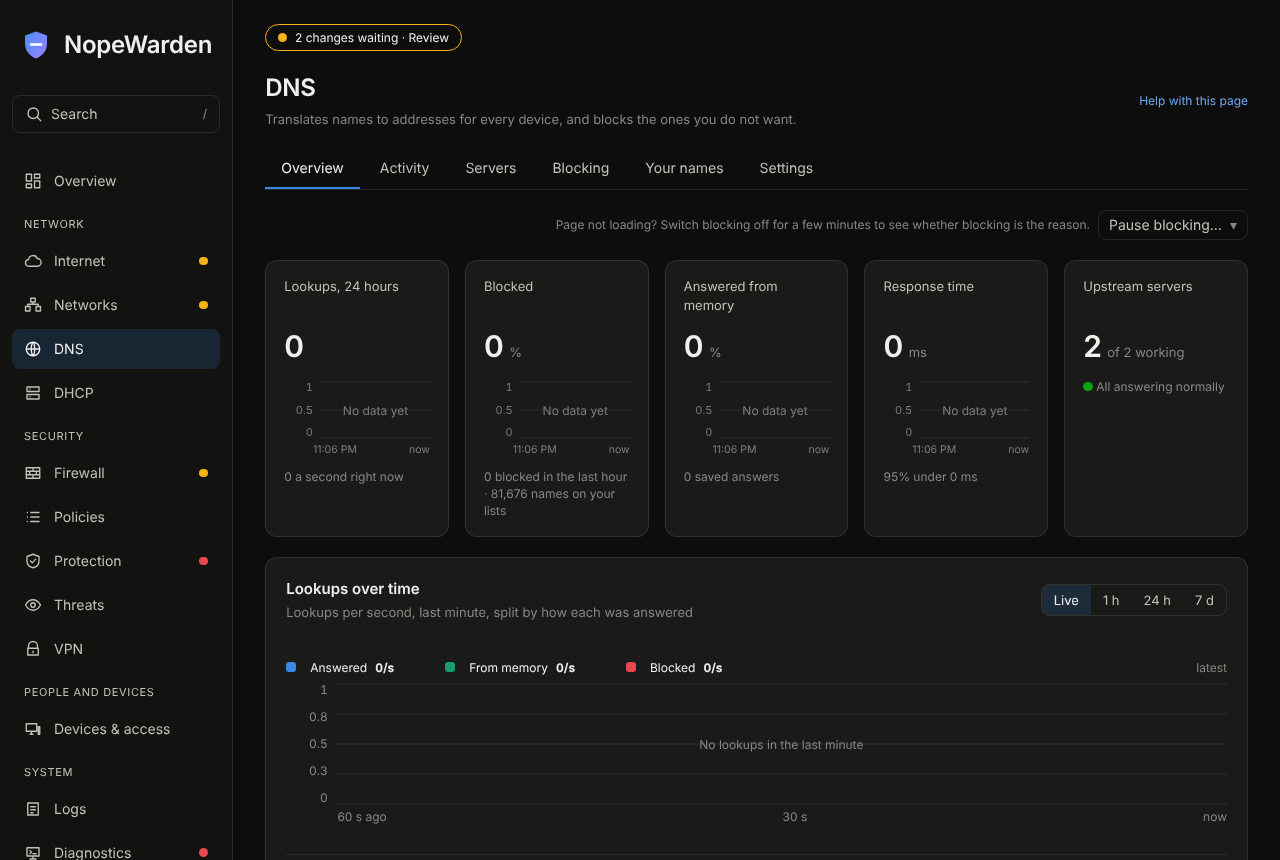 NopeWarden
Search /
Overview
NETWORK
Internet
Networks
DNS
DHCP
SECURITY
Firewall
Policies
Protection
Threats
VPN
PEOPLE AND DEVICES
Devices & access
SYSTEM
Logs
Diagnostics
2 changes waiting · Review
DNS
Help with this page
Translates names to addresses for every device, and blocks the ones you do not want.
Overview Activity Servers Blocking Your names Settings
Page not loading? Switch blocking off for a few minutes to see whether blocking is the reason. Pause blocking... ▾
Lookups, 24 hours
0
1
0.5
0
No data yet
11:06 PM now
0 a second right now
Blocked
0 %
1
0.5
0
No data yet
11:06 PM now
0 blocked in the last hour
· 81,676 names on your
lists
Answered from
memory
0 %
1
0.5
0
No data yet
11:06 PM now
0 saved answers
Response time
0 ms
1
0.5
0
No data yet
11:06 PM now
95% under 0 ms
Upstream servers
2 of 2 working
All answering normally
Lookups over time
Lookups per second, last minute, split by how each was answered
Live 1 h 24 h 7 d
Answered 0/s From memory 0/s Blocked 0/s latest
1
0.8
0.5
0.3
0
No lookups in the last minute
60 s ago 30 s now